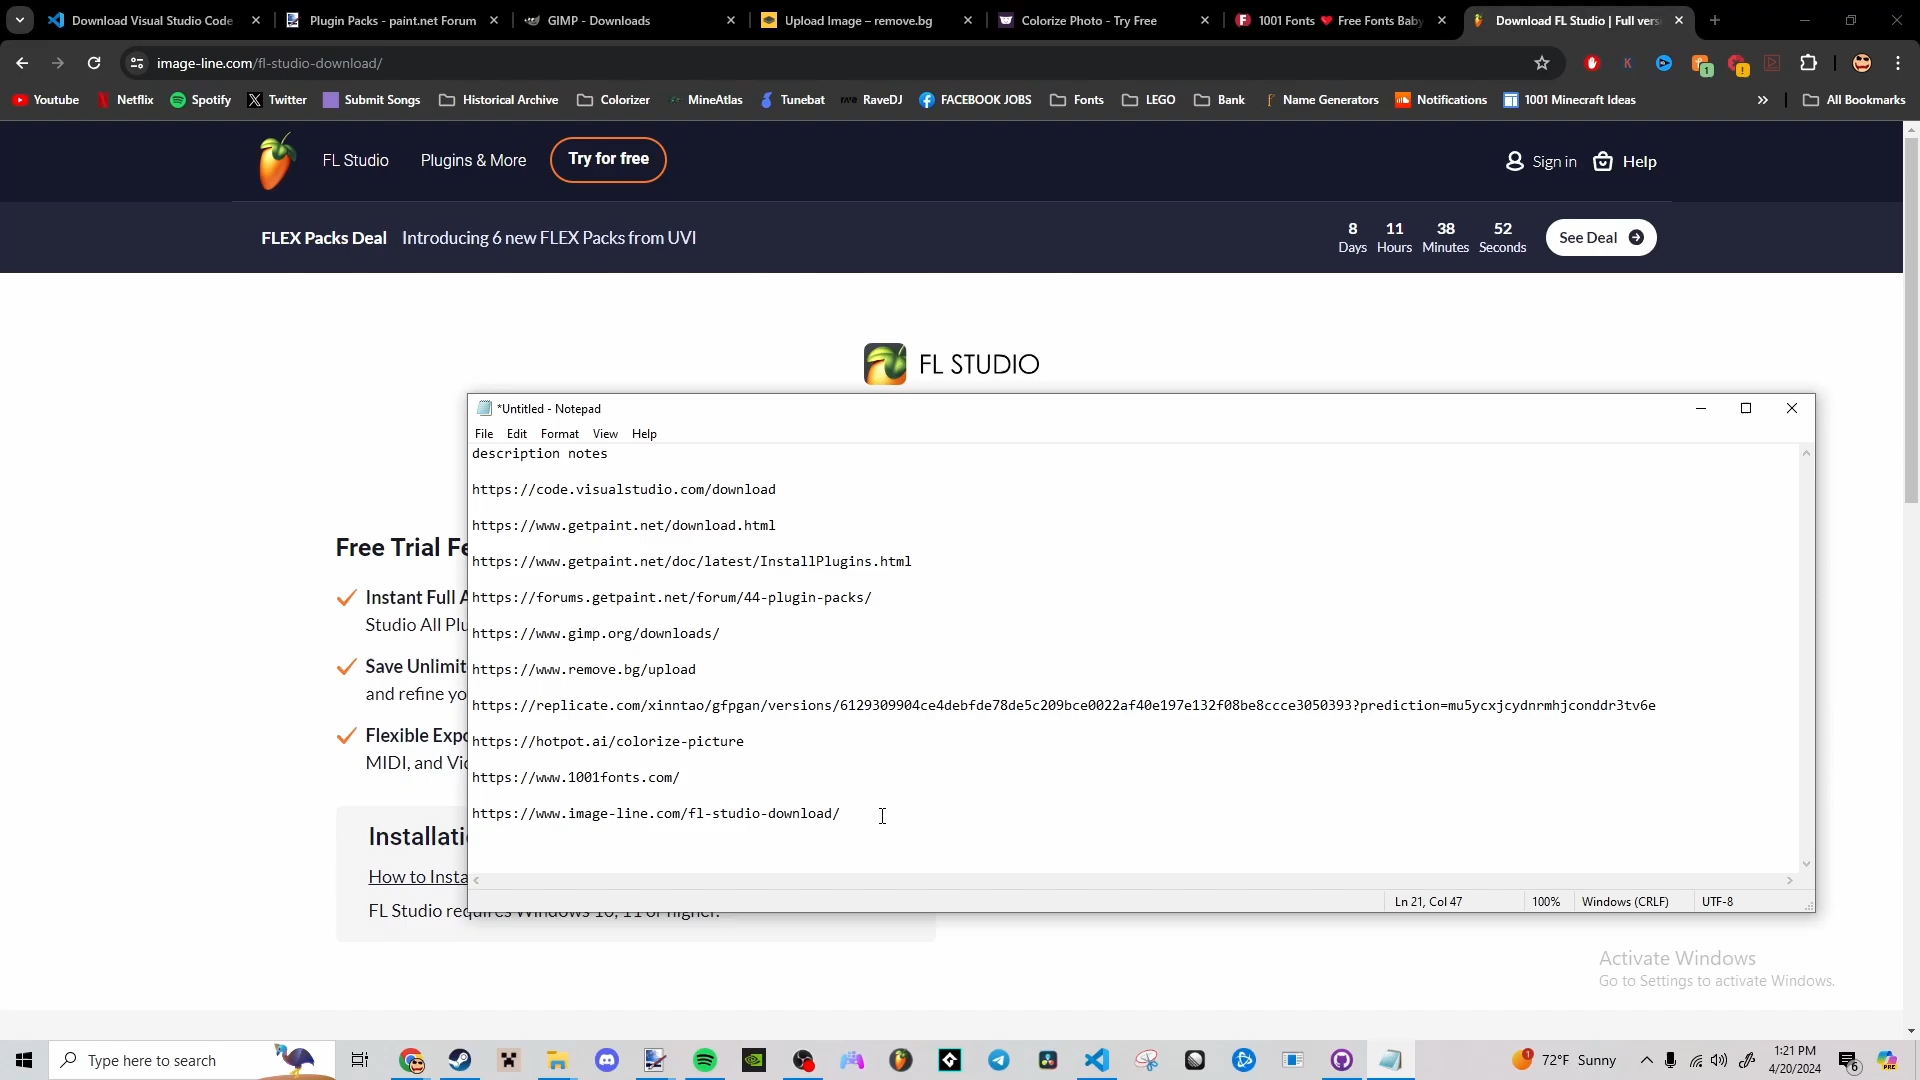 Download Visual Studio Code
Plugin Packs - paint.net Forum
GIMP - Downloads
Upload Image – remove.bg
Colorize Photo - Try Free
1001 Fonts ❤ Free Fonts Baby
Download FL Studio | Full vers
image-line.com/fl-studio-download/
Youtube
Netflix
Spotify
Twitter
Submit Songs
Historical Archive
Colorizer
MineAtlas
Tunebat
RaveDJ
FACEBOOK JOBS
Fonts
LEGO
Bank
Name Generators
Notifications
1001 Minecraft Ideas
All Bookmarks
FL Studio
Plugins & More
Try for free
Sign in
Help
FLEX Packs Deal Introducing 6 new FLEX Packs from UVI
8 11 38 52
Days Hours Minutes Seconds
See Deal
FL STUDIO
*Untitled - Notepad
File Edit Format View Help
description notes
https://code.visualstudio.com/download
https://www.getpaint.net/download.html
https://www.getpaint.net/doc/latest/InstallPlugins.html
https://forums.getpaint.net/forum/44-plugin-packs/
https://www.gimp.org/downloads/
https://www.remove.bg/upload
https://replicate.com/xinntao/gfpgan/versions/6129309904ce4debfde78de5c209bce0022af40e197e132f08be8ccce3050393?prediction=mu5ycxjcydnrmhjconddr3tv6e
https://hotpot.ai/colorize-picture
https://www.1001fonts.com/
https://www.image-line.com/fl-studio-download/
Ln 21, Col 47
100%
Windows (CRLF)
UTF-8
Free Trial Fe
Instant Full A
Studio All Plu
Save Unlimit
and refine yo
Flexible Expo
MIDI, and Vid
Installati
How to Insta
FL Studio requires Windows 10, 11 or higher.
Activate Windows
Go to Settings to activate Windows.
Type here to search
72°F Sunny
1:21 PM
4/20/2024